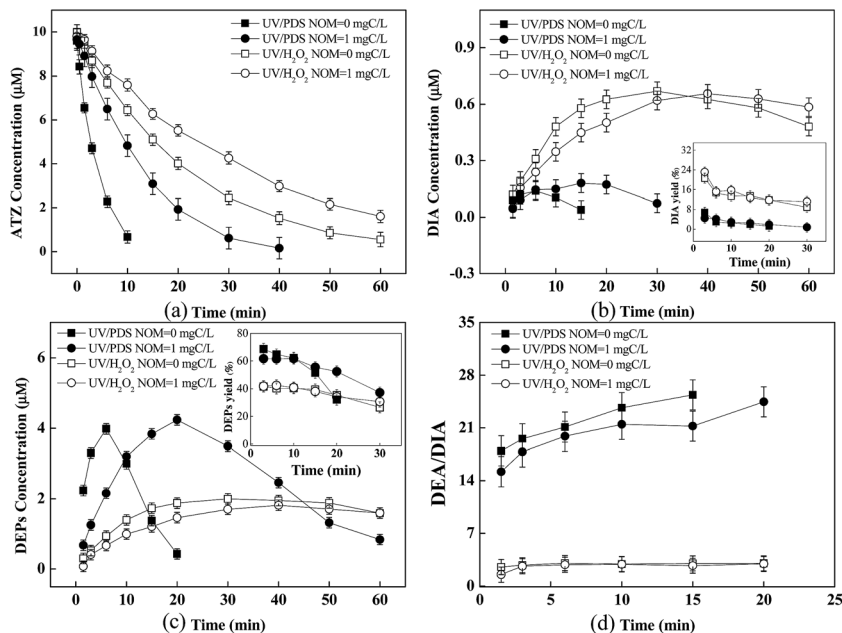 UV/PDS NOM=0 mgC/L
UV/PDS NOM=1 mgC/L
UV/H2O2 NOM=0 mgC/L
UV/H2O2 NOM=1 mgC/L
10
8
6
4
2
0
ATZ Concentration (μM)
0 10 20 30 40 50 60
(a) Time (min)
UV/PDS NOM=0 mgC/L
UV/PDS NOM=1 mgC/L
UV/H2O2 NOM=0 mgC/L
UV/H2O2 NOM=1 mgC/L
0.9
0.6
0.3
0.0
-0.3
DIA Concentration (μM)
32
24
16
8
0
DIA yield (%)
0 10 20 30
Time (min)
0 10 20 30 40 50 60
(b) Time (min)
UV/PDS NOM=0 mgC/L
UV/PDS NOM=1 mgC/L
UV/H2O2 NOM=0 mgC/L
UV/H2O2 NOM=1 mgC/L
6
4
2
0
DEPs Concentration (μM)
80
60
40
20
0
DEPs yield (%)
0 10 20 30
Time (min)
0 10 20 30 40 50 60
(c) Time (min)
UV/PDS NOM=0 mgC/L
UV/PDS NOM=1 mgC/L
UV/H2O2 NOM=0 mgC/L
UV/H2O2 NOM=1 mgC/L
35
28
21
14
7
0
DEA/DIA
0 5 10 15 20 25
(d) Time (min)